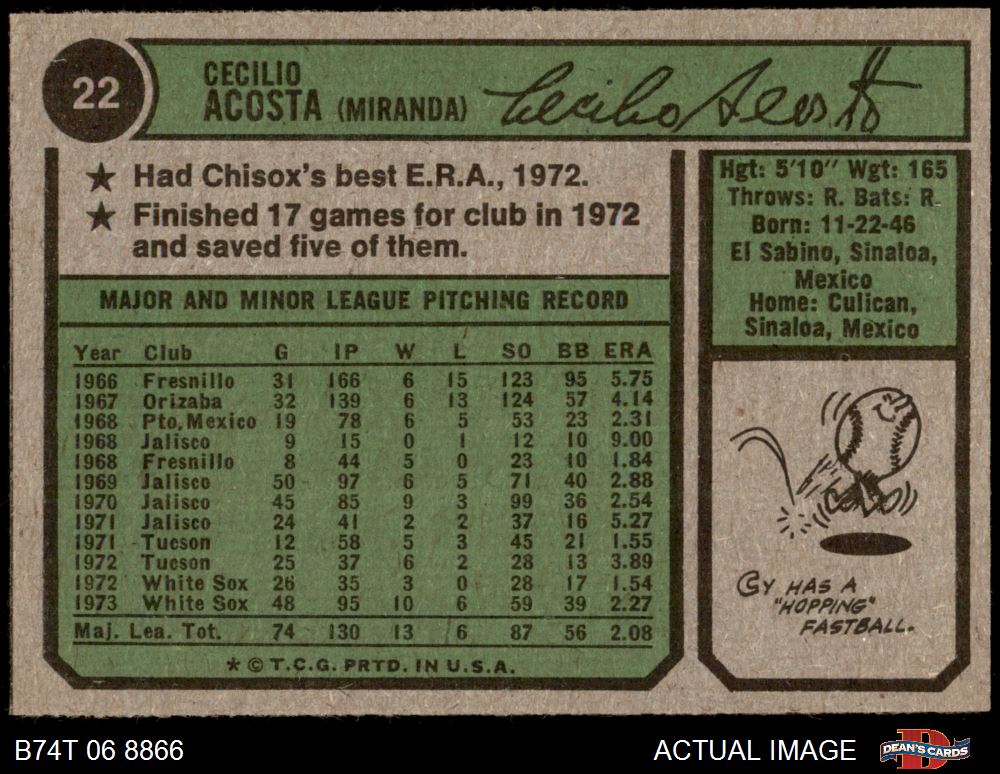 22
CECILIO
ACOSTA (MIRANDA)
Cecilio Acosta
★ Had Chisox's best E.R.A., 1972.
★ Finished 17 games for club in 1972
and saved five of them.
MAJOR AND MINOR LEAGUE PITCHING RECORD
Year Club G IP W L SO BB ERA
1966 Fresnillo 31 166 6 15 123 95 5.75
1967 Orizaba 32 139 6 13 124 57 4.14
1968 Pto. Mexico 19 78 6 5 53 23 2.31
1968 Jalisco 9 15 0 1 12 10 9.00
1968 Fresnillo 8 44 5 0 23 10 1.84
1969 Jalisco 50 97 6 5 71 40 2.88
1970 Jalisco 45 85 9 3 99 36 2.54
1971 Jalisco 24 41 2 2 37 16 5.27
1971 Tucson 12 58 5 3 45 21 1.55
1972 Tucson 25 37 6 2 28 13 3.89
1972 White Sox 26 35 3 0 28 17 1.54
1973 White Sox 48 95 10 6 59 39 2.27
Maj. Lea. Tot. 74 130 13 6 87 56 2.08
★ © T.C.G. PRTD. IN U.S.A.
Hgt: 5'10" Wgt: 165
Throws: R. Bats: R.
Born: 11-22-46
El Sabino, Sinaloa,
Mexico
Home: Culican,
Sinaloa, Mexico
CY HAS A
"HOPPING"
FASTBALL.
B74T 06 8866
ACTUAL IMAGE
DEAN'S CARDS